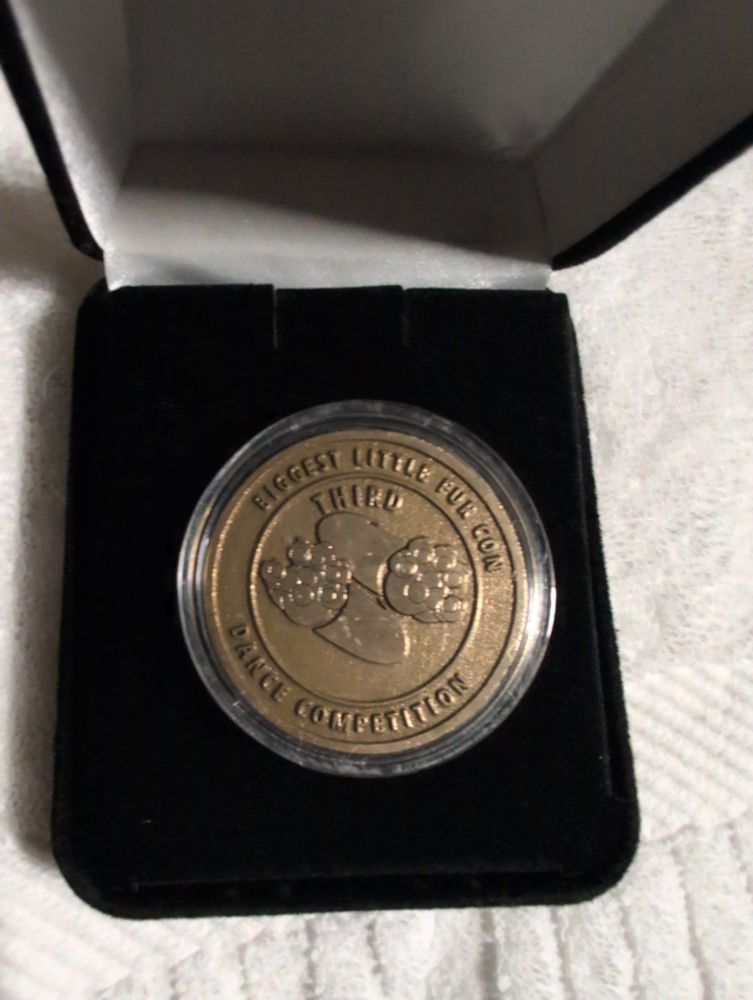 BIGGEST LITTLE FUR CON
THIRD
DANCE COMPETITION